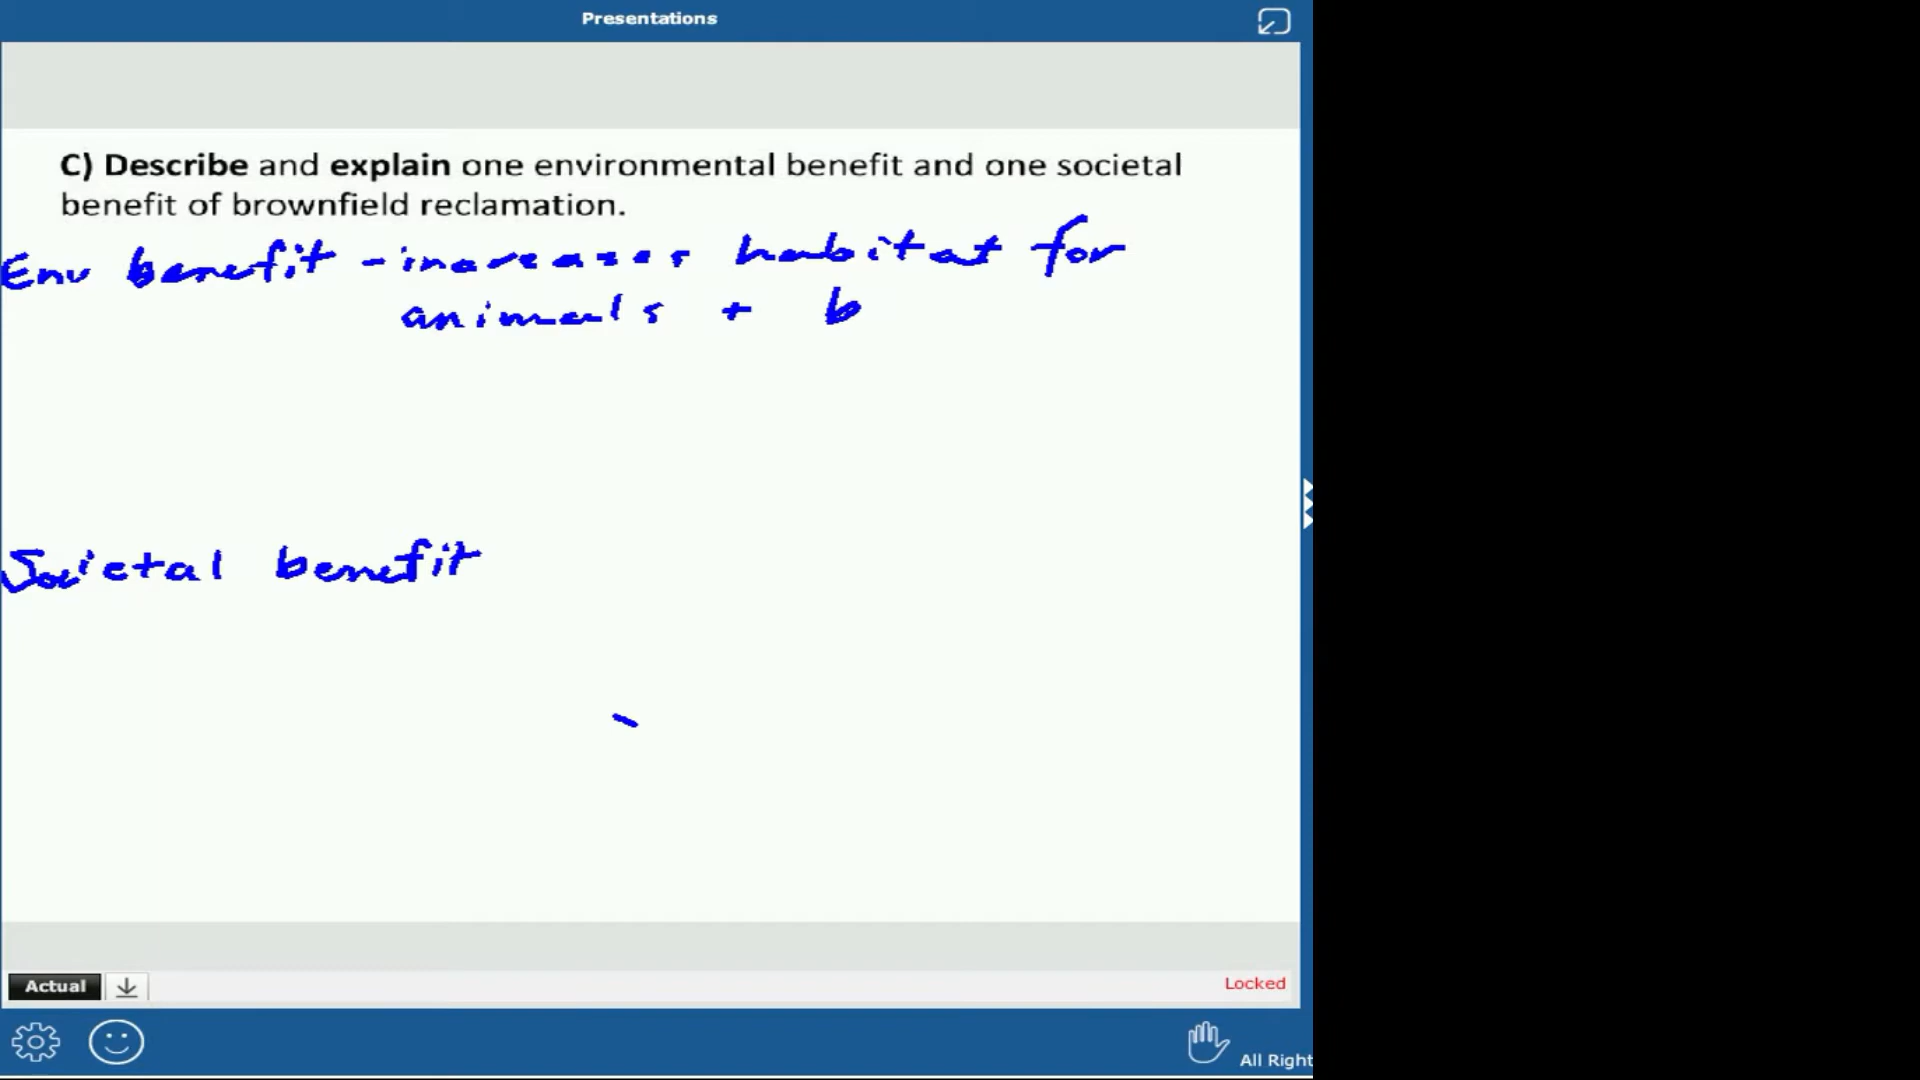 Presentations
C) Describe and explain one environmental benefit and one societal
benefit of brownfield reclamation.
Env benefit - increases habitat for
animals + b
Societal benefit
Actual
Locked
All Right